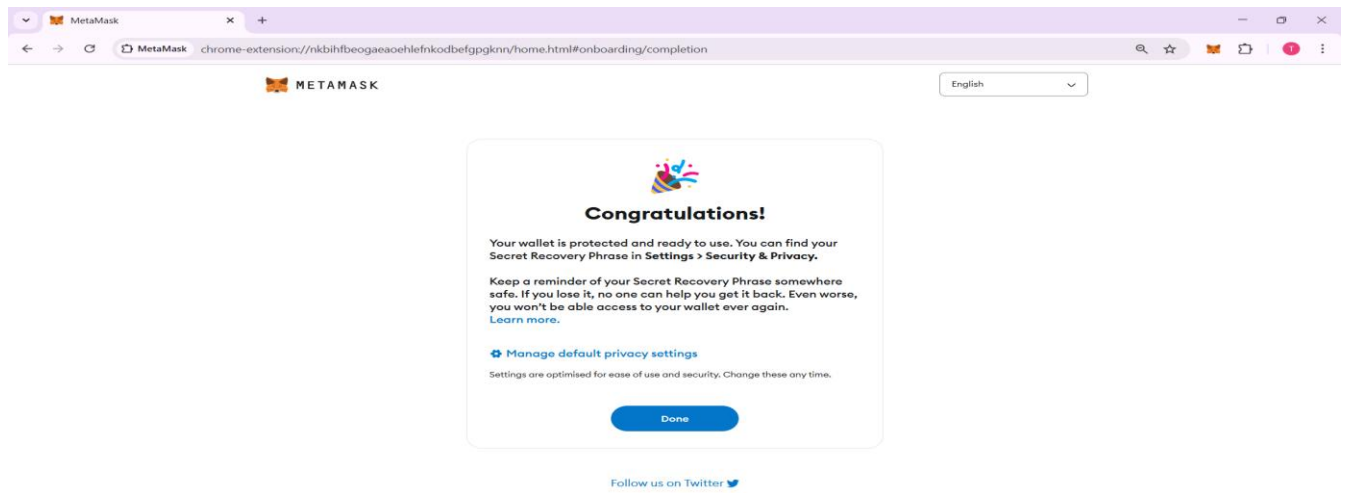 MetaMask
MetaMask chrome-extension://nkbihfbeogaeaoehlefnkodbefgpgknn/home.html#onboarding/completion
T
METAMASK
English
Congratulations!
Your wallet is protected and ready to use. You can find your
Secret Recovery Phrase in Settings > Security & Privacy.
Keep a reminder of your Secret Recovery Phrase somewhere
safe. If you lose it, no one can help you get it back. Even worse,
you won't be able access to your wallet ever again.
Learn more.
Manage default privacy settings
Settings are optimised for ease of use and security. Change these any time.
Done
Follow us on Twitter